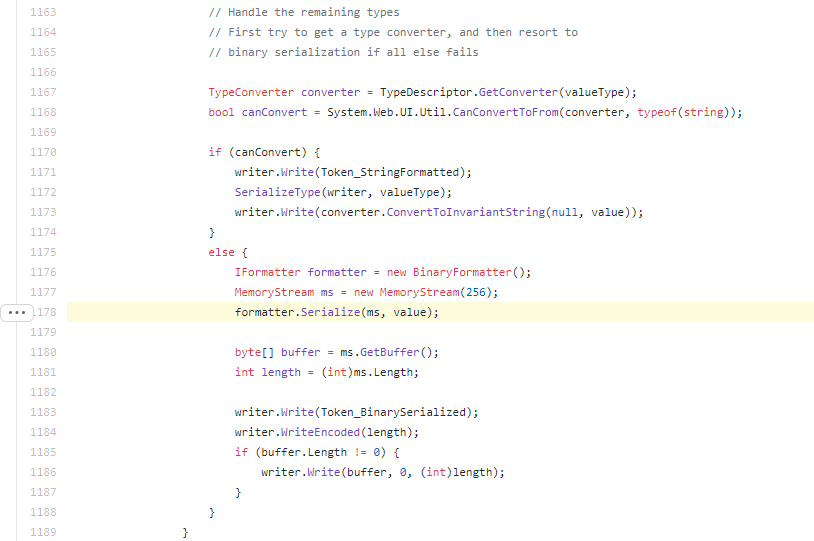 1163 // Handle the remaining types
1164 // First try to get a type converter, and then resort to
1165 // binary serialization if all else fails
1166
1167 TypeConverter converter = TypeDescriptor.GetConverter(valueType);
1168 bool canConvert = System.Web.UI.Util.CanConvertToFrom(converter, typeof(string));
1169
1170 if (canConvert) {
1171 writer.Write(Token_StringFormatted);
1172 SerializeType(writer, valueType);
1173 writer.Write(converter.ConvertToInvariantString(null, value));
1174 }
1175 else {
1176 IFormatter formatter = new BinaryFormatter();
1177 MemoryStream ms = new MemoryStream(256);
... 178 formatter.Serialize(ms, value);
1179
1180 byte[] buffer = ms.GetBuffer();
1181 int length = (int)ms.Length;
1182
1183 writer.Write(Token_BinarySerialized);
1184 writer.WriteEncoded(length);
1185 if (buffer.Length != 0) {
1186 writer.Write(buffer, 0, (int)length);
1187 }
1188 }
1189 }